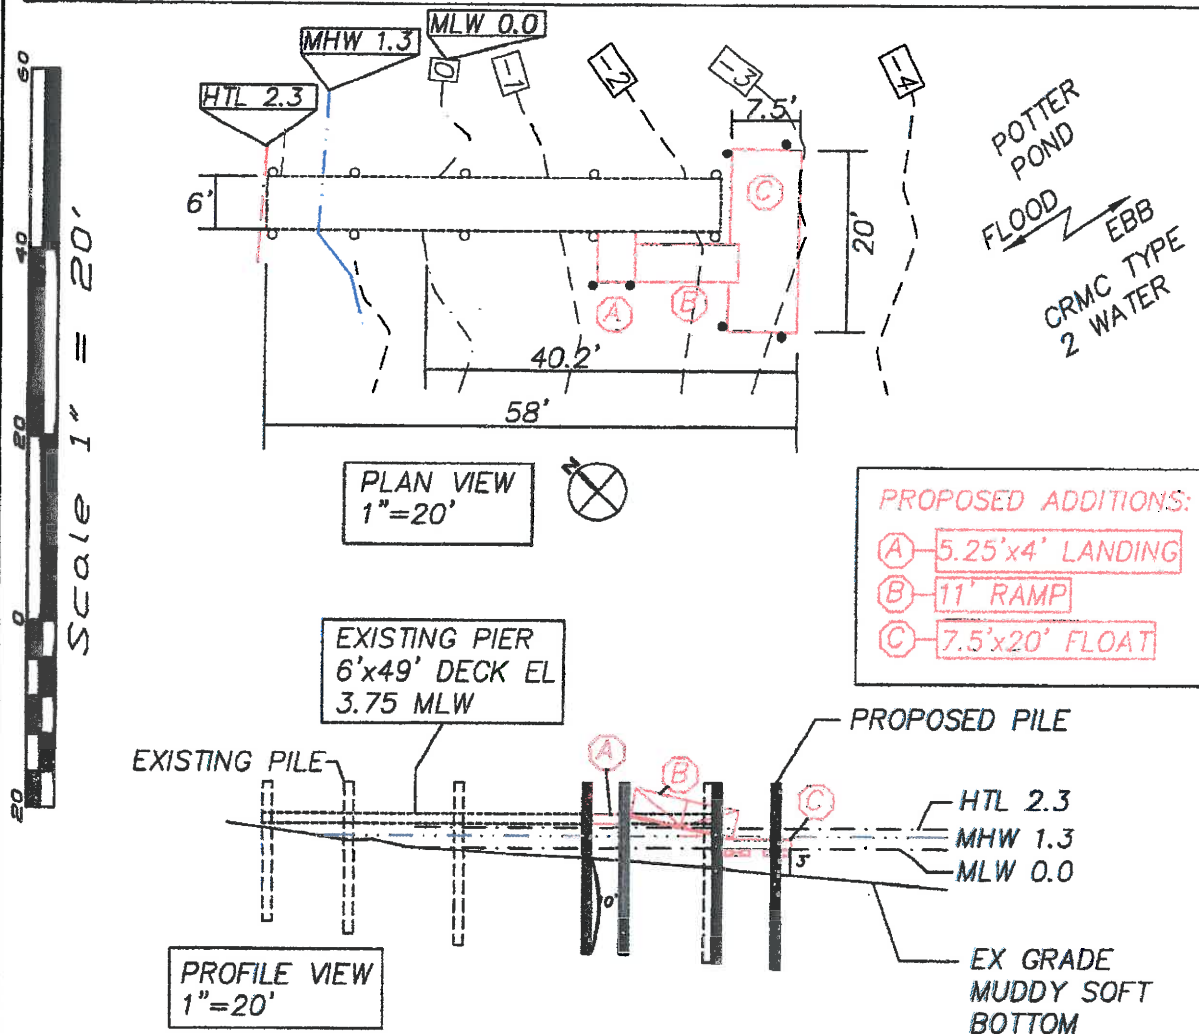 MLW 0.0
MHW 1.3
HTL 2.3
0
-1
-2
-3
-4
7.5'
6'
C
20'
A
B
40.2'
58'
POTTER
POND
FLOOD
EBB
CRMC TYPE
2 WATER
60
40
20
0
20
Scale 1" = 20'
PLAN VIEW
1"=20'
N
PROPOSED ADDITIONS:
A 5.25'x4' LANDING
B 11' RAMP
C 7.5'x20' FLOAT
EXISTING PIER
6'x49' DECK EL
3.75 MLW
EXISTING PILE
PROPOSED PILE
A
B
C
HTL 2.3
MHW 1.3
MLW 0.0
3'
10'
EX GRADE
MUDDY SOFT
BOTTOM
PROFILE VIEW
1"=20'